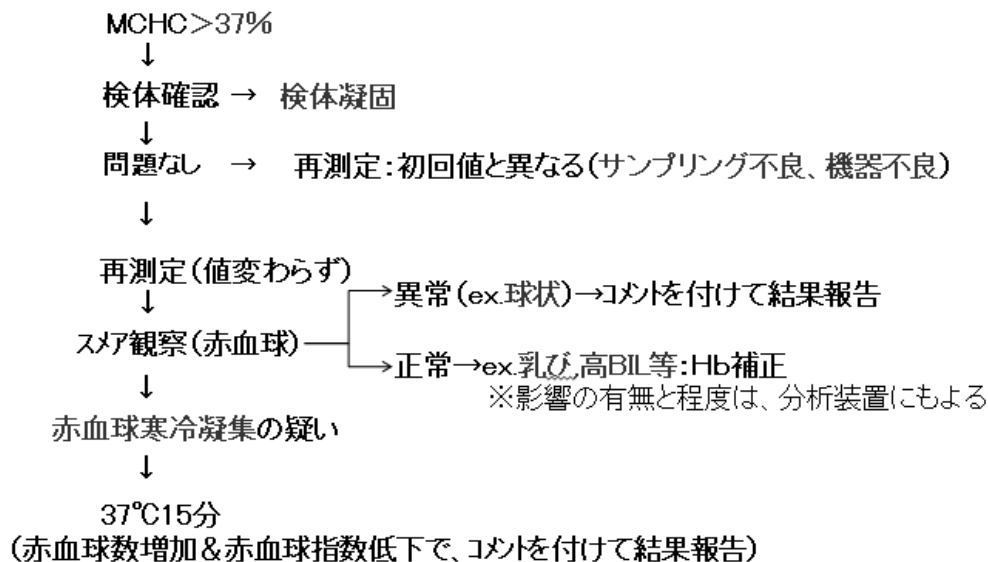 MCHC>37%
↓
検体確認 → 検体凝固
↓
問題なし → 再測定:初回値と異なる(サンプリング不良、機器不良)
↓
再測定(値変わらず)
→異常(ex.球状)→コメントを付けて結果報告
↓
スメア観察(赤血球)
→正常→ex.乳び,高BIL等:Hb補正
※影響の有無と程度は、分析装置にもよる
↓
赤血球寒冷凝集の疑い
↓
37℃15分
(赤血球数増加&赤血球指数低下で、コメントを付けて結果報告)